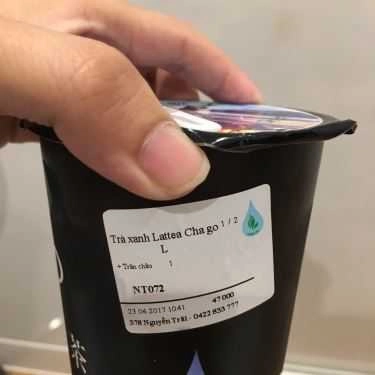 Trà xanh Lattea Cha go 1 / 2
L
+ Trân châu 1
NT072
23 04 2017 10:41 47 000
378 Nguyễn Trãi - 0422 833 777
米